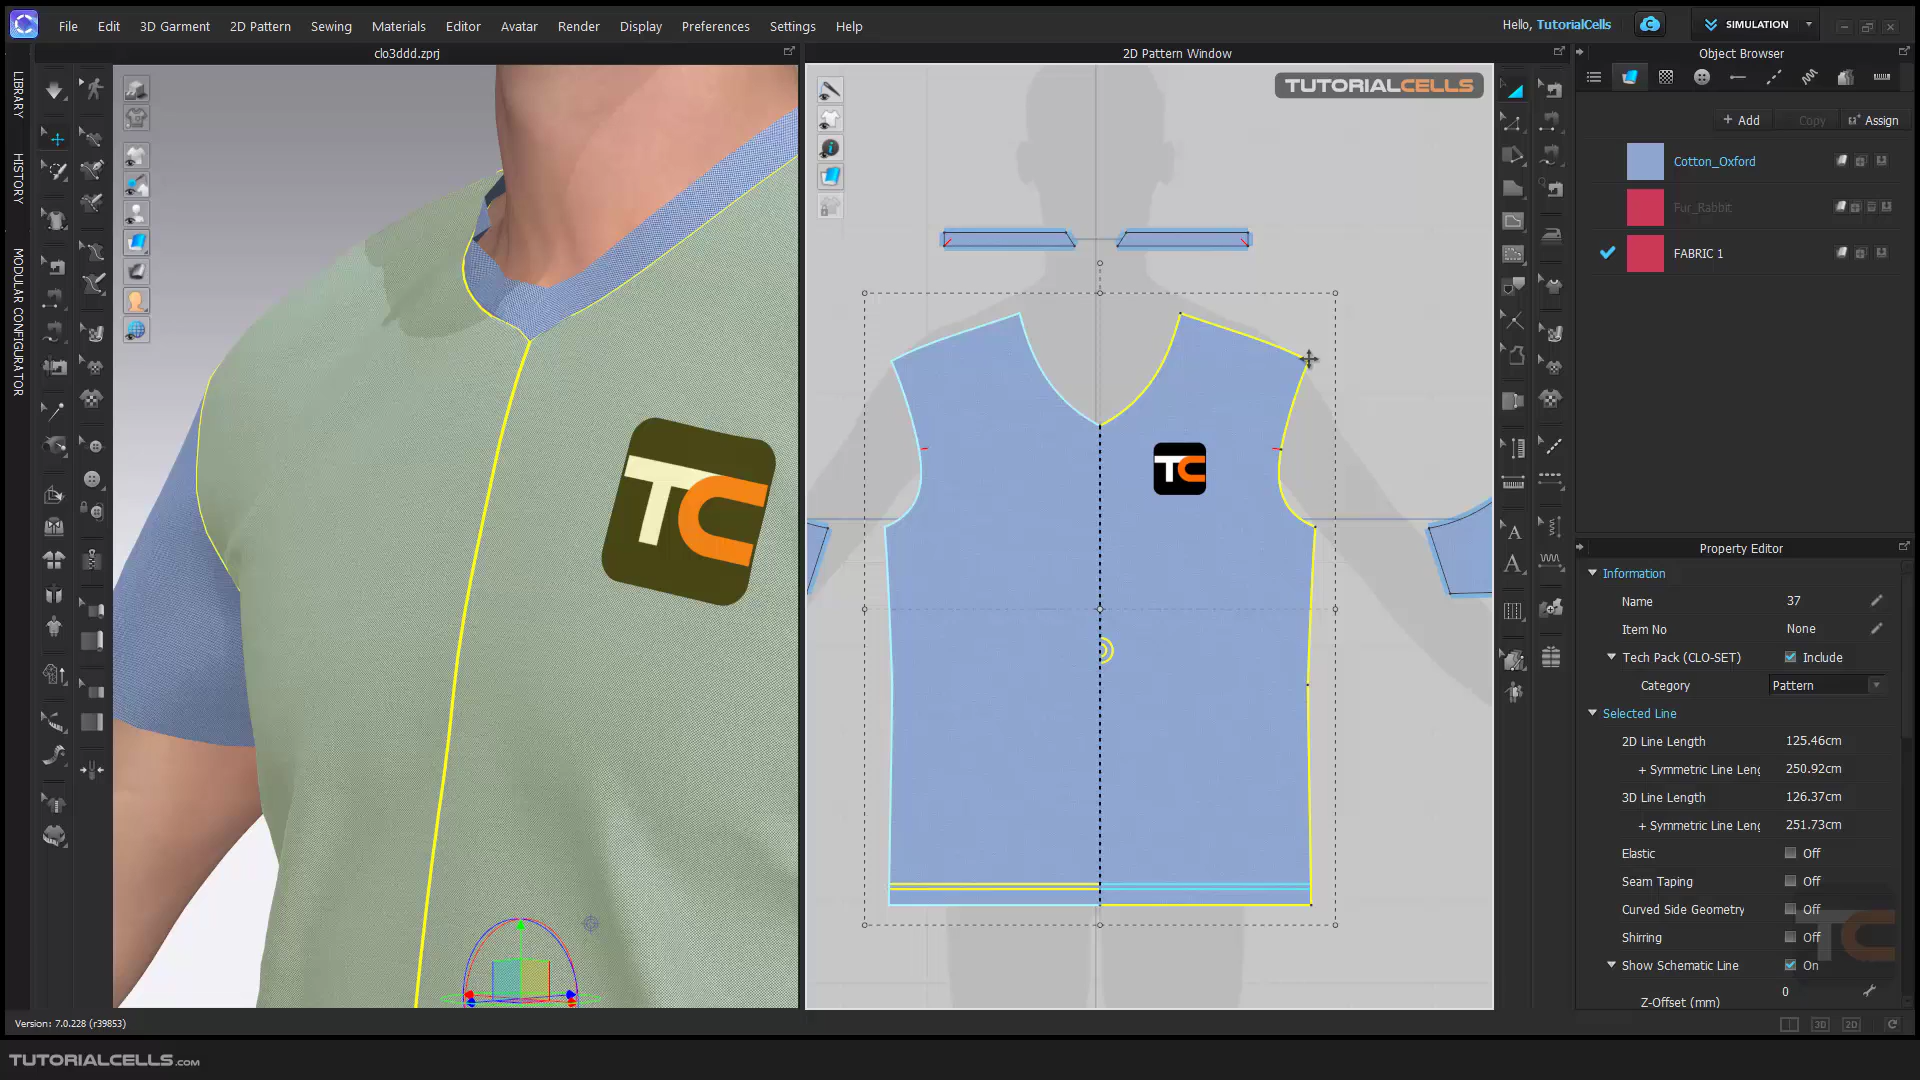 File Edit 3D Garment 2D Pattern Sewing Materials Editor Avatar Render Display Preferences Settings Help
Hello, TutorialCells
SIMULATION
clo3ddd.zprj
2D Pattern Window
Object Browser
LIBRARY
HISTORY
MODULAR CONFIGURATOR
TUTORIALCELLS
+ Add
Copy
Assign
Cotton_Oxford
Fur_Rabbit
FABRIC 1
TC
TC
A
A
Property Editor
Information
Name 37
Item No None
Tech Pack (CLO-SET) Include
Category Pattern
Selected Line
2D Line Length 125.46cm
+ Symmetric Line Leng 250.92cm
3D Line Length 126.37cm
+ Symmetric Line Leng 251.73cm
Elastic Off
Seam Taping Off
Curved Side Geometry Off
Shirring Off
Show Schematic Line On
Z-Offset (mm) 0
TC
Version: 7.0.228 (r39853)
3D 2D
TUTORIALCELLS.com